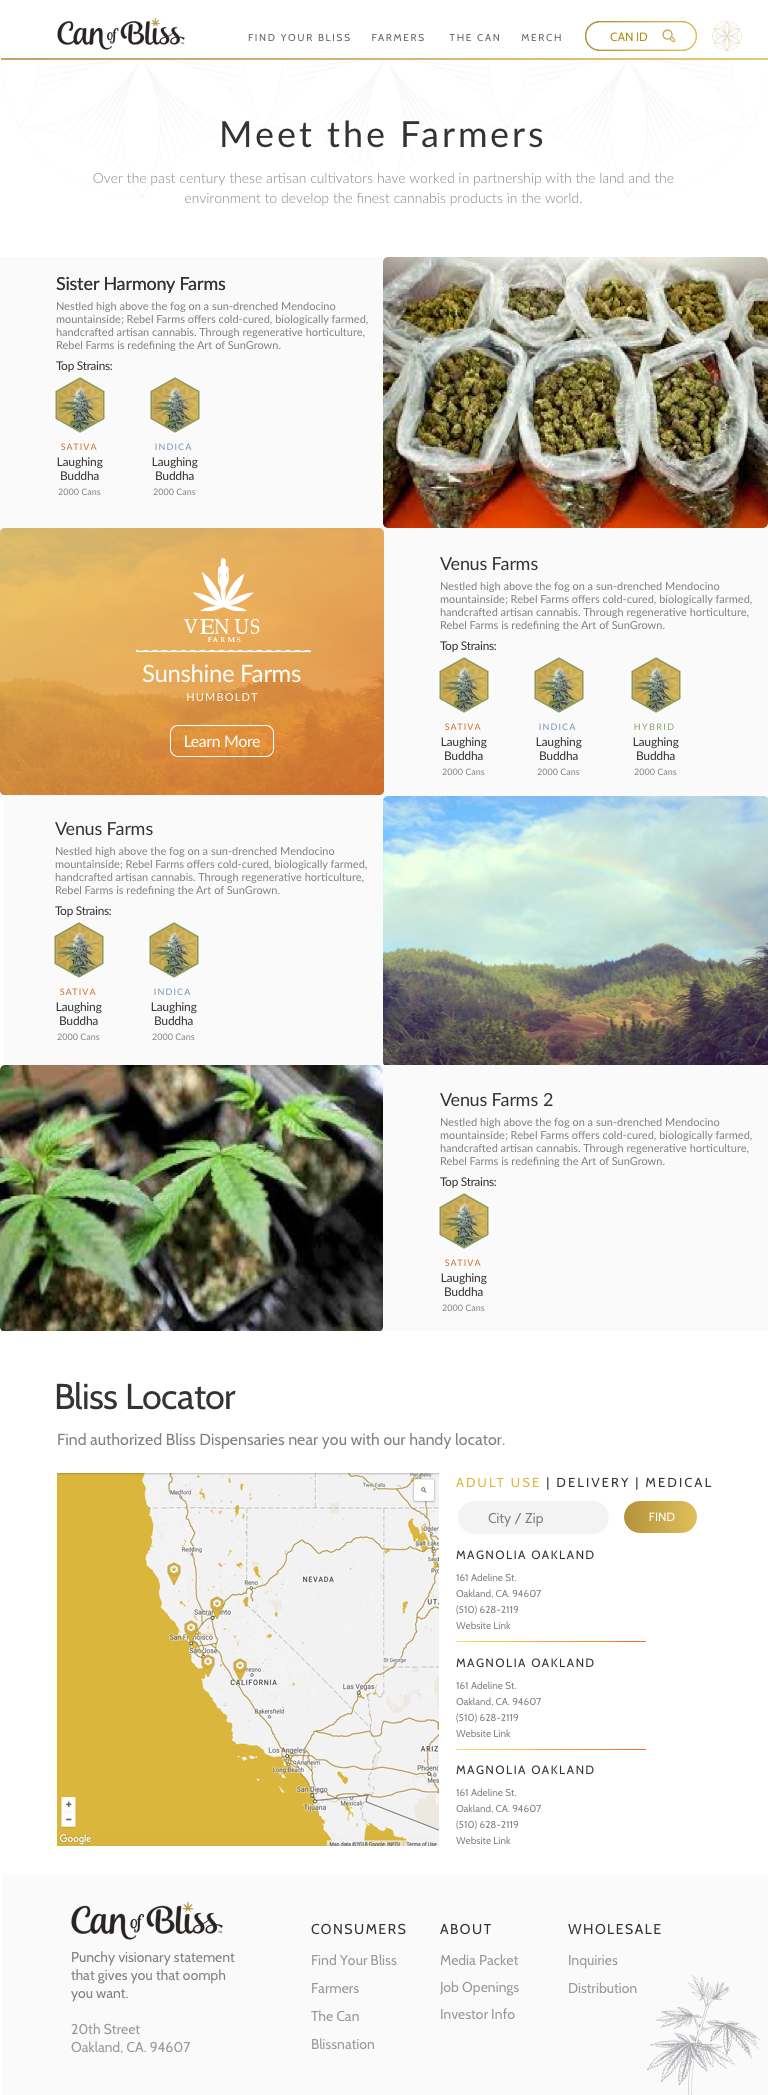 Can of Bliss
FIND YOUR BLISS
FARMERS
THE CAN
MERCH
CAN ID
Meet the Farmers
Over the past century these artisan cultivators have worked in partnership with the land and the
environment to develop the finest cannabis products in the world.
Sister Harmony Farms
Nestled high above the fog on a sun-drenched Mendocino
mountainside; Rebel Farms offers cold-cured, biologically farmed,
handcrafted artisan cannabis. Through regenerative horticulture,
Rebel Farms is redefining the Art of SunGrown.
Top Strains:
SATIVA
Laughing
Buddha
2000 Cans
INDICA
Laughing
Buddha
2000 Cans
VENUS
FARMS
Sunshine Farms
HUMBOLDT
Learn More
Venus Farms
Nestled high above the fog on a sun-drenched Mendocino
mountainside; Rebel Farms offers cold-cured, biologically farmed,
handcrafted artisan cannabis. Through regenerative horticulture,
Rebel Farms is redefining the Art of SunGrown.
Top Strains:
SATIVA
Laughing
Buddha
2000 Cans
INDICA
Laughing
Buddha
2000 Cans
HYBRID
Laughing
Buddha
2000 Cans
Venus Farms
Nestled high above the fog on a sun-drenched Mendocino
mountainside; Rebel Farms offers cold-cured, biologically farmed,
handcrafted artisan cannabis. Through regenerative horticulture,
Rebel Farms is redefining the Art of SunGrown.
Top Strains:
SATIVA
Laughing
Buddha
2000 Cans
INDICA
Laughing
Buddha
2000 Cans
Venus Farms 2
Nestled high above the fog on a sun-drenched Mendocino
mountainside; Rebel Farms offers cold-cured, biologically farmed,
handcrafted artisan cannabis. Through regenerative horticulture,
Rebel Farms is redefining the Art of SunGrown.
Top Strains:
SATIVA
Laughing
Buddha
2000 Cans
Bliss Locator
Find authorized Bliss Dispensaries near you with our handy locator.
Twin Falls
Medford
Redding
NEVADA
Reno
UT
San Jose
St George
Fresno
CALIFORNIA
Las Vegas
Bakersfield
Los Angeles
Anaheim
Long Beach
ARIZ
San Diego
Mexicali
Tijuana
+
−
Google
Map data ©2018 Google, INEGI
Terms of Use
ADULT USE | DELIVERY | MEDICAL
City / Zip
FIND
MAGNOLIA OAKLAND
161 Adeline St.
Oakland, CA. 94607
(510) 628-2119
Website Link
MAGNOLIA OAKLAND
161 Adeline St.
Oakland, CA. 94607
(510) 628-2119
Website Link
MAGNOLIA OAKLAND
161 Adeline St.
Oakland, CA. 94607
(510) 628-2119
Website Link
Can of Bliss
Punchy visionary statement
that gives you that oomph
you want.
20th Street
Oakland, CA. 94607
CONSUMERS
Find Your Bliss
Farmers
The Can
Blissnation
ABOUT
Media Packet
Job Openings
Investor Info
WHOLESALE
Inquiries
Distribution